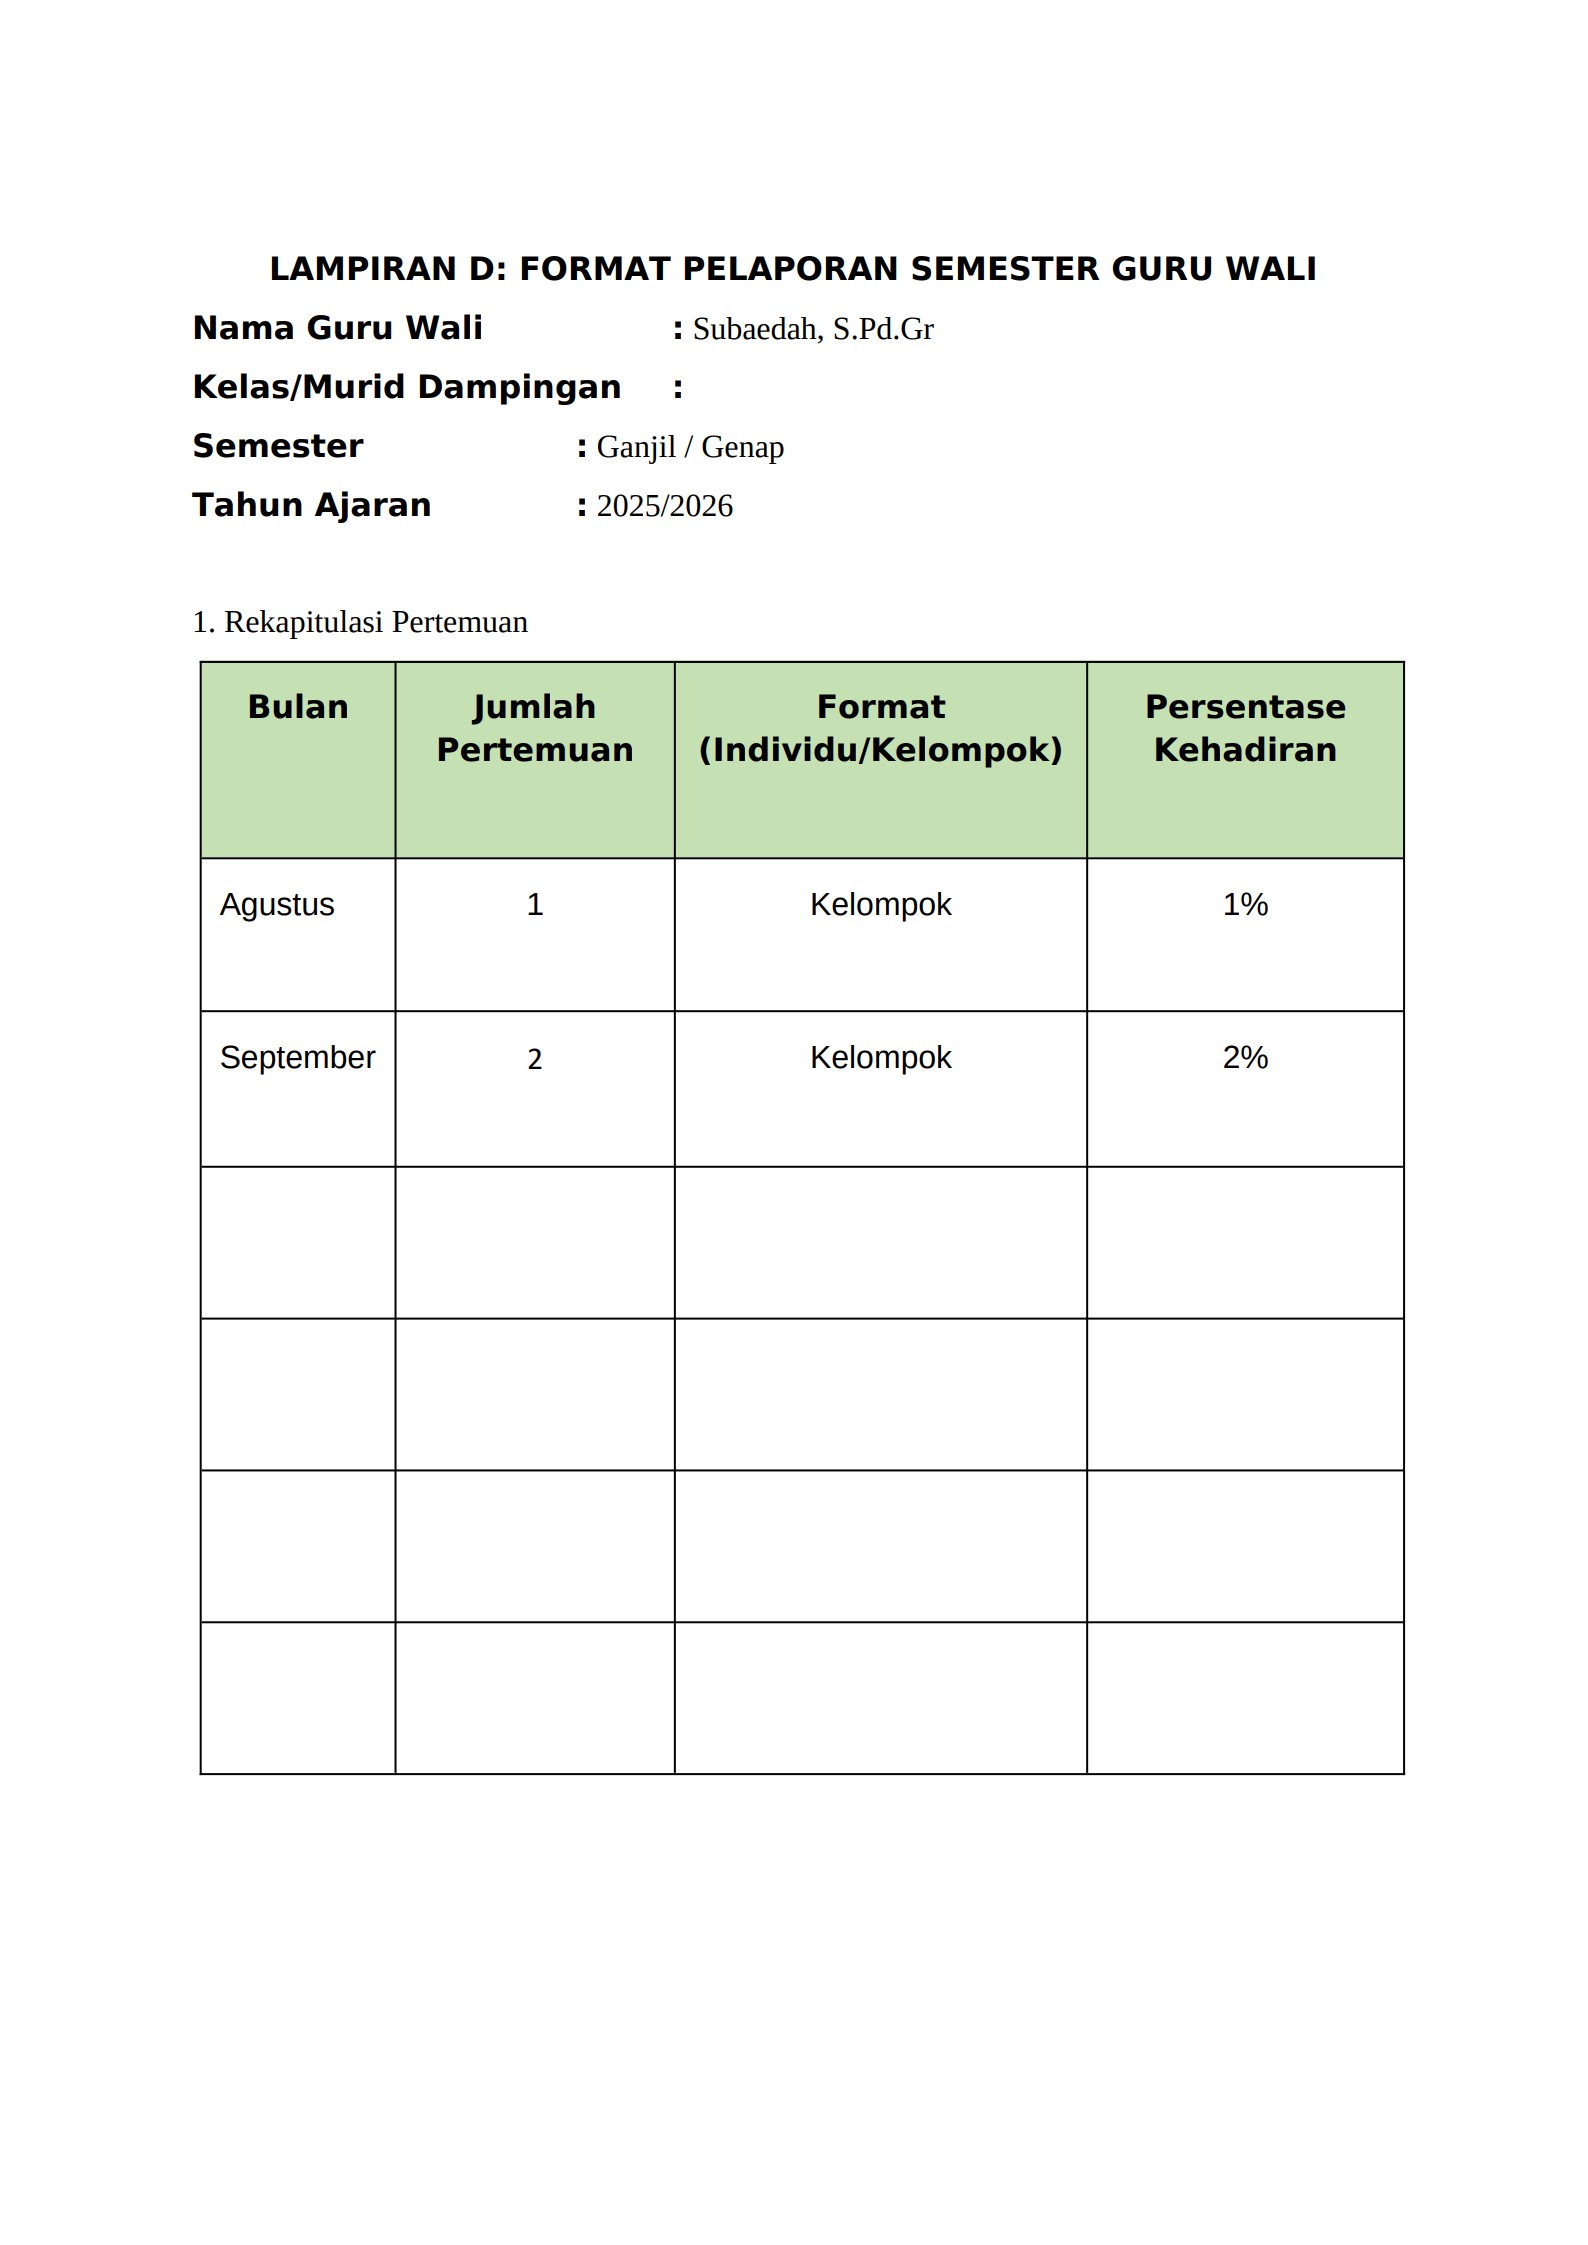 LAMPIRAN D: FORMAT PELAPORAN SEMESTER GURU WALI
Nama Guru Wali : Subaedah, S.Pd.Gr
Kelas/Murid Dampingan :
Semester : Ganjil / Genap
Tahun Ajaran : 2025/2026
1. Rekapitulasi Pertemuan
Bulan Jumlah Pertemuan Format (Individu/Kelompok) Persentase Kehadiran
Agustus 1 Kelompok 1%
September 2 Kelompok 2%